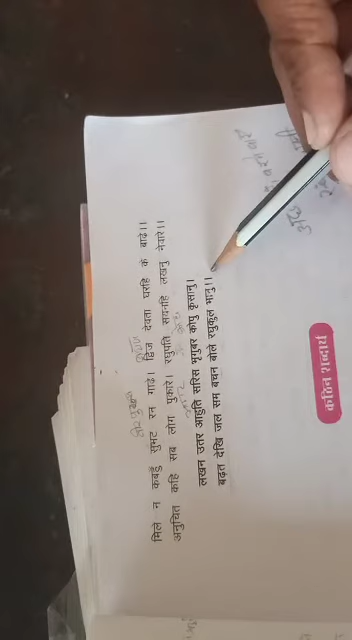 मिले न कबहूँ सुभट रन गाढ़े। द्विज देवता घरहि के बाढ़े।।
अनुचित कहि सब लोग पुकारे। रघुपति सयनहिं लखनु नेवारे।।
लखन उतर आहुति सरिस भृगुबर कोपु कृसानु।
बढ़त देखि जल सम बचन बोले रघुकुल भानु।।
कठिन शब्दार्थ